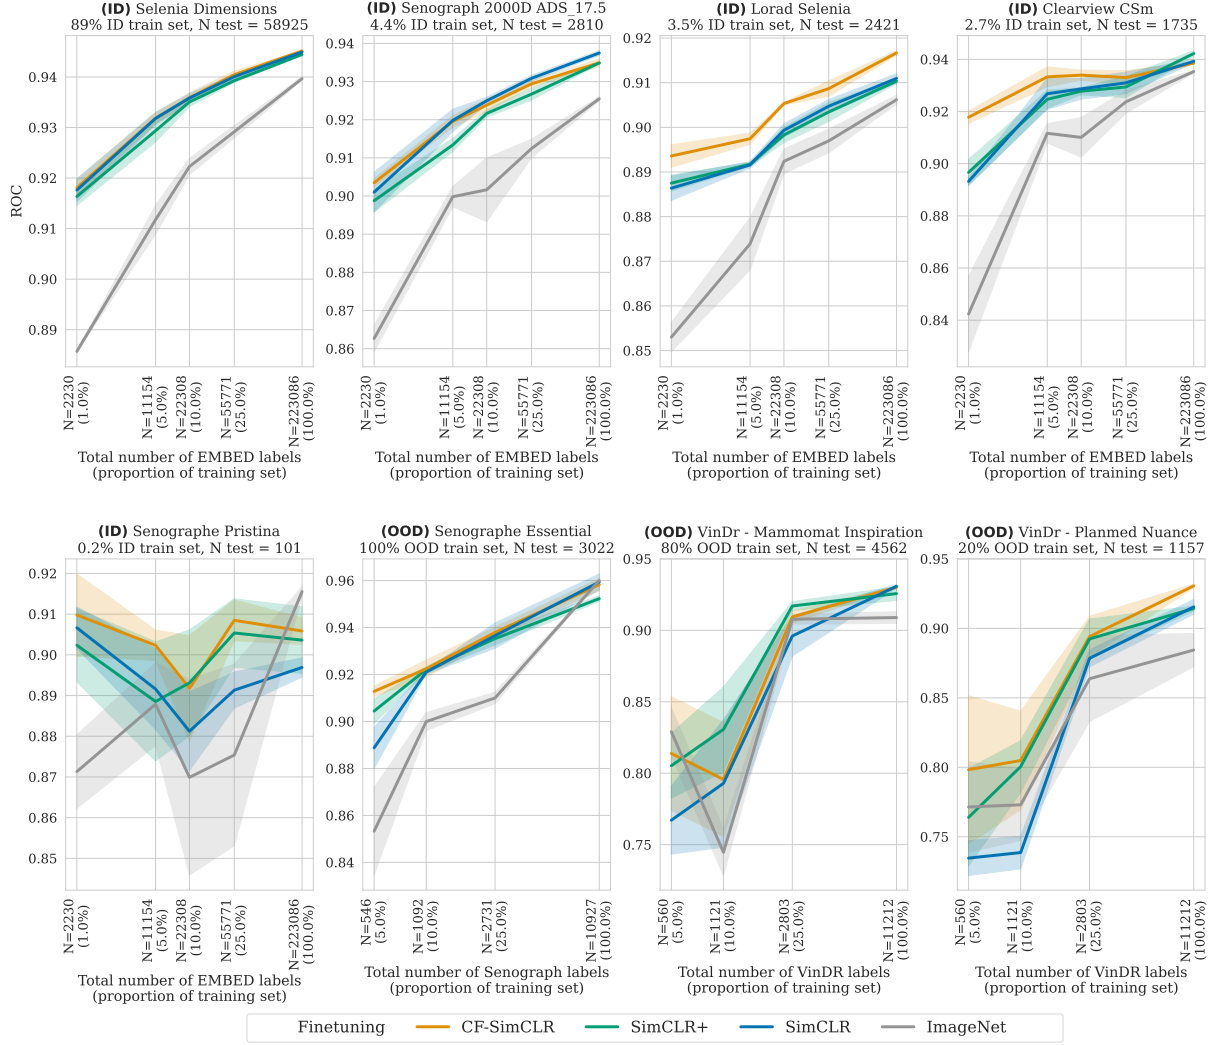 (ID) Selenia Dimensions
89% ID train set, N test = 58925
(ID) Senograph 2000D ADS_17.5
4.4% ID train set, N test = 2810
(ID) Lorad Selenia
3.5% ID train set, N test = 2421
(ID) Clearview CSm
2.7% ID train set, N test = 1735
ROC
0.94
0.93
0.92
0.91
0.90
0.89
0.94
0.93
0.92
0.91
0.90
0.89
0.88
0.87
0.86
0.92
0.91
0.90
0.89
0.88
0.87
0.86
0.85
0.94
0.92
0.90
0.88
0.86
0.84
N=2230
(1.0%)
N=11154
(5.0%)
N=22308
(10.0%)
N=55771
(25.0%)
N=223086
(100.0%)
N=2230
(1.0%)
N=11154
(5.0%)
N=22308
(10.0%)
N=55771
(25.0%)
N=223086
(100.0%)
N=2230
(1.0%)
N=11154
(5.0%)
N=22308
(10.0%)
N=55771
(25.0%)
N=223086
(100.0%)
N=2230
(1.0%)
N=11154
(5.0%)
N=22308
(10.0%)
N=55771
(25.0%)
N=223086
(100.0%)
Total number of EMBED labels
(proportion of training set)
Total number of EMBED labels
(proportion of training set)
Total number of EMBED labels
(proportion of training set)
Total number of EMBED labels
(proportion of training set)
(ID) Senographe Pristina
0.2% ID train set, N test = 101
(OOD) Senographe Essential
100% OOD train set, N test = 3022
(OOD) VinDr - Mammomat Inspiration
80% OOD train set, N test = 4562
(OOD) VinDr - Planmed Nuance
20% OOD train set, N test = 1157
0.92
0.91
0.90
0.89
0.88
0.87
0.86
0.85
0.96
0.94
0.92
0.90
0.88
0.86
0.84
0.95
0.90
0.85
0.80
0.75
0.95
0.90
0.85
0.80
0.75
N=2230
(1.0%)
N=11154
(5.0%)
N=22308
(10.0%)
N=55771
(25.0%)
N=223086
(100.0%)
N=546
(5.0%)
N=1092
(10.0%)
N=2731
(25.0%)
N=10927
(100.0%)
N=560
(5.0%)
N=1121
(10.0%)
N=2803
(25.0%)
N=11212
(100.0%)
N=560
(5.0%)
N=1121
(10.0%)
N=2803
(25.0%)
N=11212
(100.0%)
Total number of EMBED labels
(proportion of training set)
Total number of Senograph labels
(proportion of training set)
Total number of VinDR labels
(proportion of training set)
Total number of VinDR labels
(proportion of training set)
Finetuning CF-SimCLR SimCLR+ SimCLR ImageNet